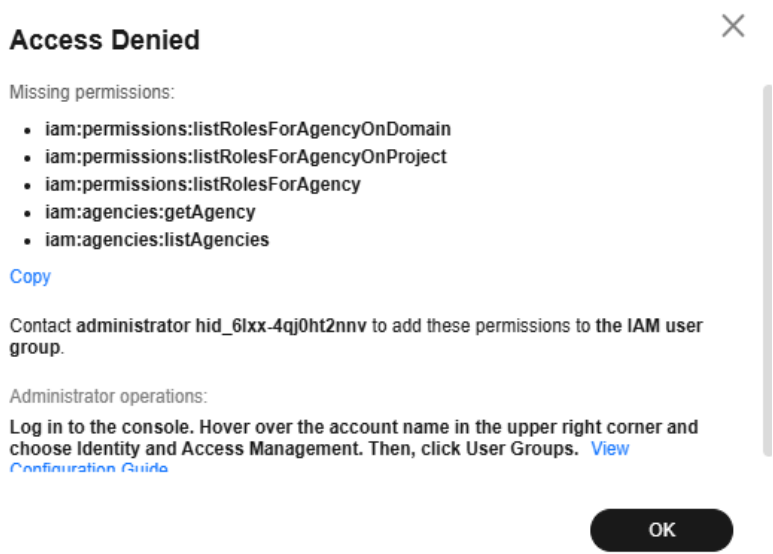 Access Denied
Missing permissions:
• iam:permissions:listRolesForAgencyOnDomain
• iam:permissions:listRolesForAgencyOnProject
• iam:permissions:listRolesForAgency
• iam:agencies:getAgency
• iam:agencies:listAgencies
Copy
Contact administrator hid_6lxx-4qj0ht2nnv to add these permissions to the IAM user
group.
Administrator operations:
Log in to the console. Hover over the account name in the upper right corner and
choose Identity and Access Management. Then, click User Groups. View
Configuration Guide
OK